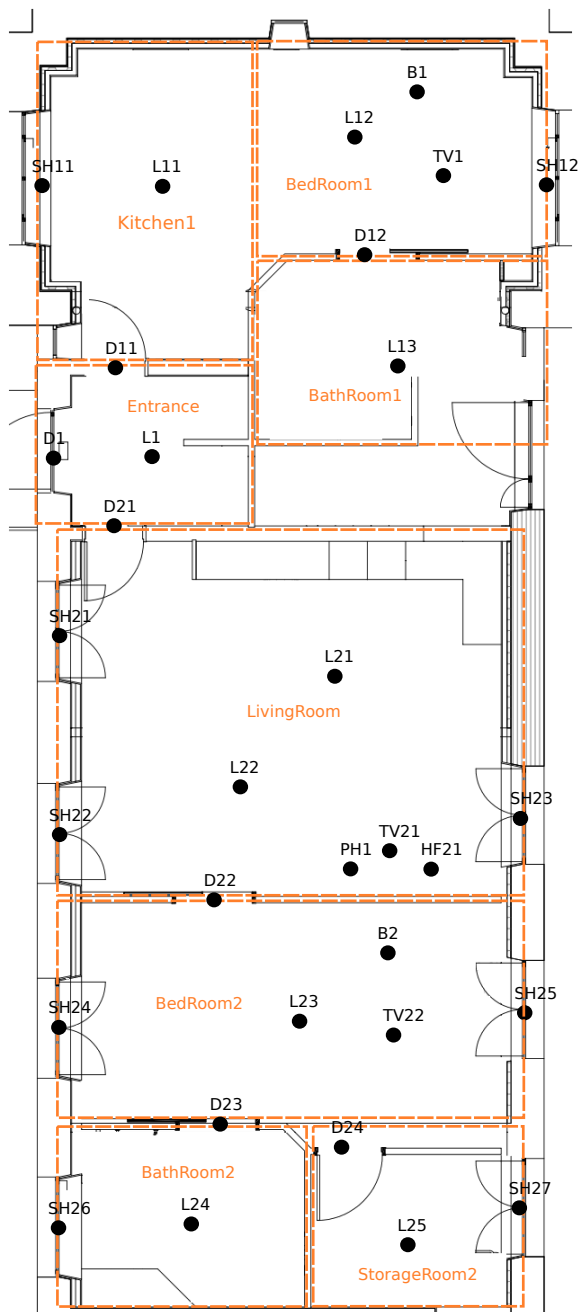 B1
L12
TV1
SH11
L11
SH12
BedRoom1
Kitchen1
D12
D11
L13
BathRoom1
Entrance
D1
L1
D21
SH21
L21
LivingRoom
L22
SH22
SH23
TV21
PH1
HF21
D22
B2
BedRoom2
SH25
L23
SH24
TV22
D23
D24
BathRoom2
SH26
L24
SH27
L25
StorageRoom2